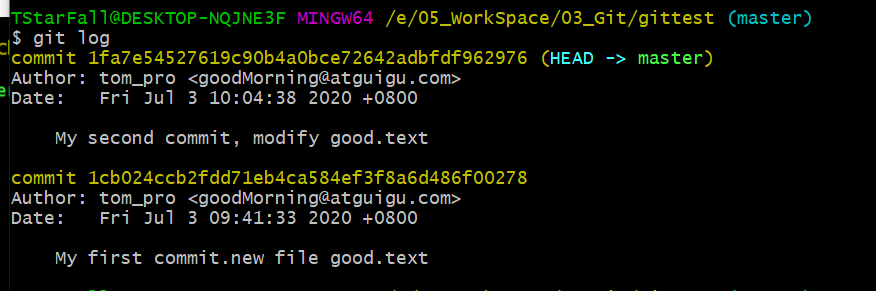 TStarFall@DESKTOP-NQJNE3F MINGW64 /e/05_WorkSpace/03_Git/gittest (master)
$ git log
commit 1fa7e54527619c90b4a0bce72642adbfdf962976 (HEAD -> master)
Author: tom_pro <goodMorning@atguigu.com>
Date:   Fri Jul 3 10:04:38 2020 +0800
    My second commit, modify good.text
commit 1cb024ccb2fdd71eb4ca584ef3f8a6d486f00278
Author: tom_pro <goodMorning@atguigu.com>
Date:   Fri Jul 3 09:41:33 2020 +0800
    My first commit.new file good.text